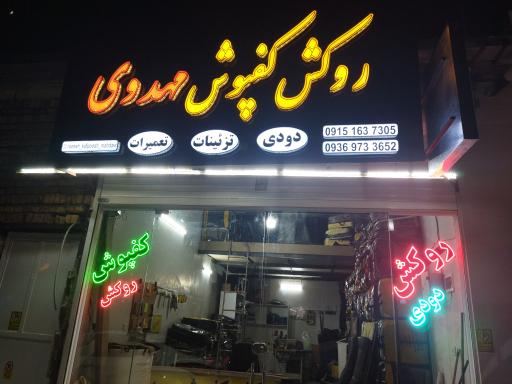 روکش کفپوش مهدوی
دودی تزئینات تعمیرات
0915 163 7305
0936 973 3652
کفپوش
روکش
روکش
دودی